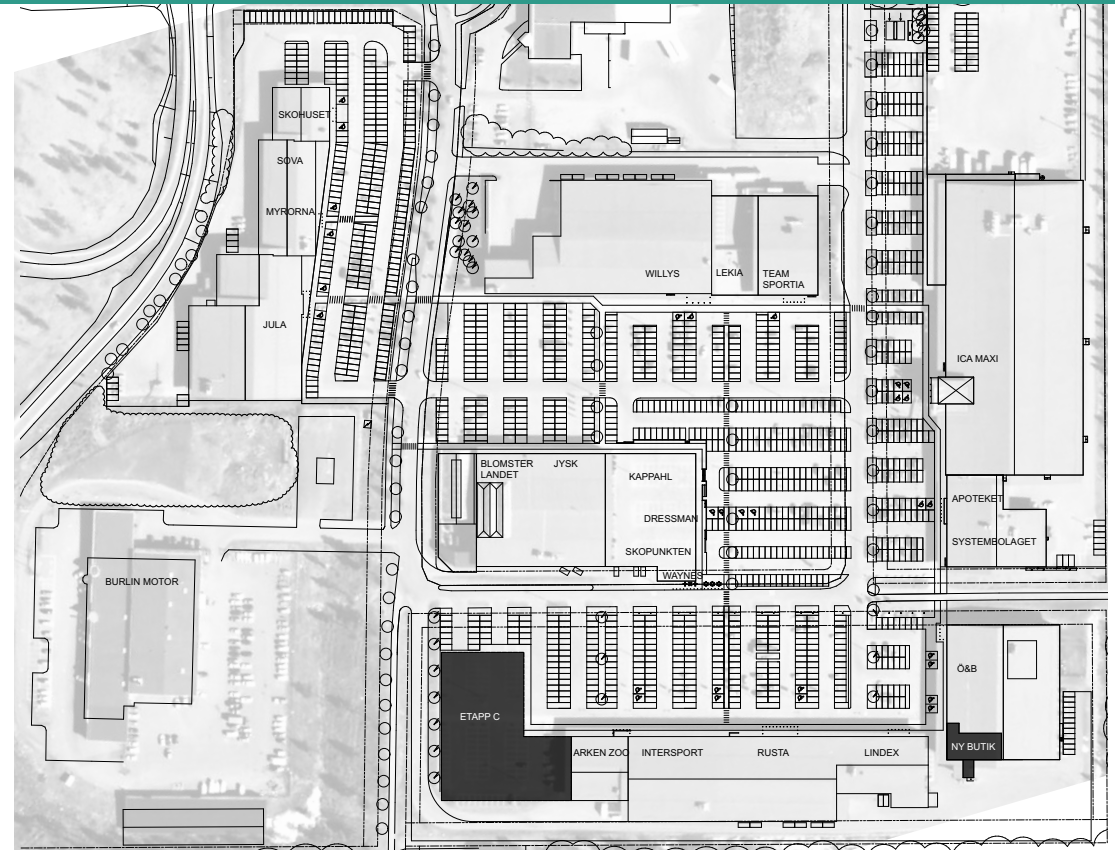 SKOHUSET
SOVA
MYRORNA
JULA
WILLYS
LEKIA
TEAM
SPORTIA
ICA MAXI
BLOMSTER
LANDET
JYSK
KAPPAHL
DRESSMAN
SKOPUNKTEN
WAYNES
APOTEKET
SYSTEMBOLAGET
BURLIN MOTOR
Ö&B
ETAPP C
NY BUTIK
ARKEN ZOO
INTERSPORT
RUSTA
LINDEX